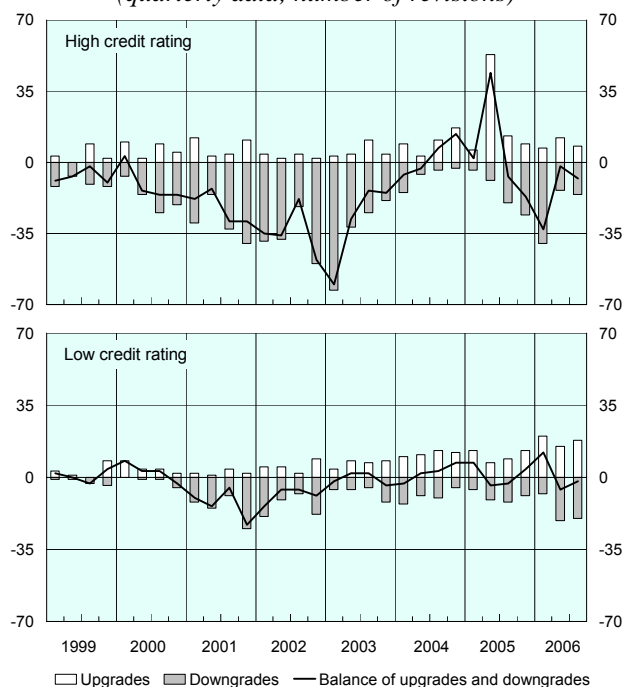 (quarterly data; number of revisions)
70 70
High credit rating
35 35
0 0
-35 -35
-70 -70
70 70
Low credit rating
35 35
0 0
-35 -35
-70 -70
1999 2000 2001 2002 2003 2004 2005 2006
Upgrades Downgrades Balance of upgrades and downgrades